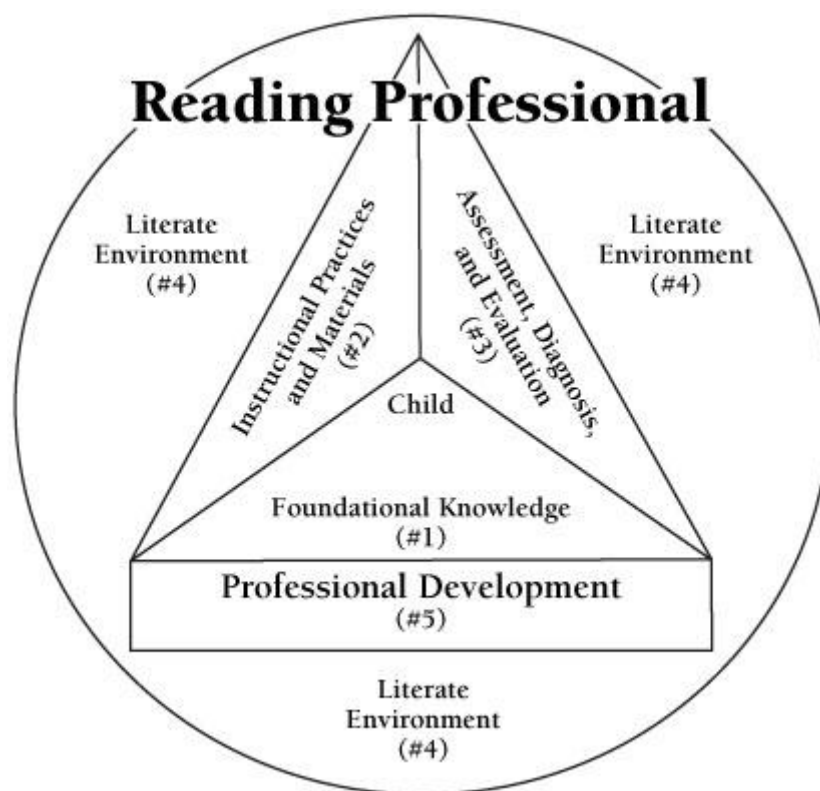 Reading Professional
Literate
Environment
(#4)
Instructional Practices
and Materials
(#2)
Assessment, Diagnosis,
and Evaluation
(#3)
Literate
Environment
(#4)
Child
Foundational Knowledge
(#1)
Professional Development
(#5)
Literate
Environment
(#4)